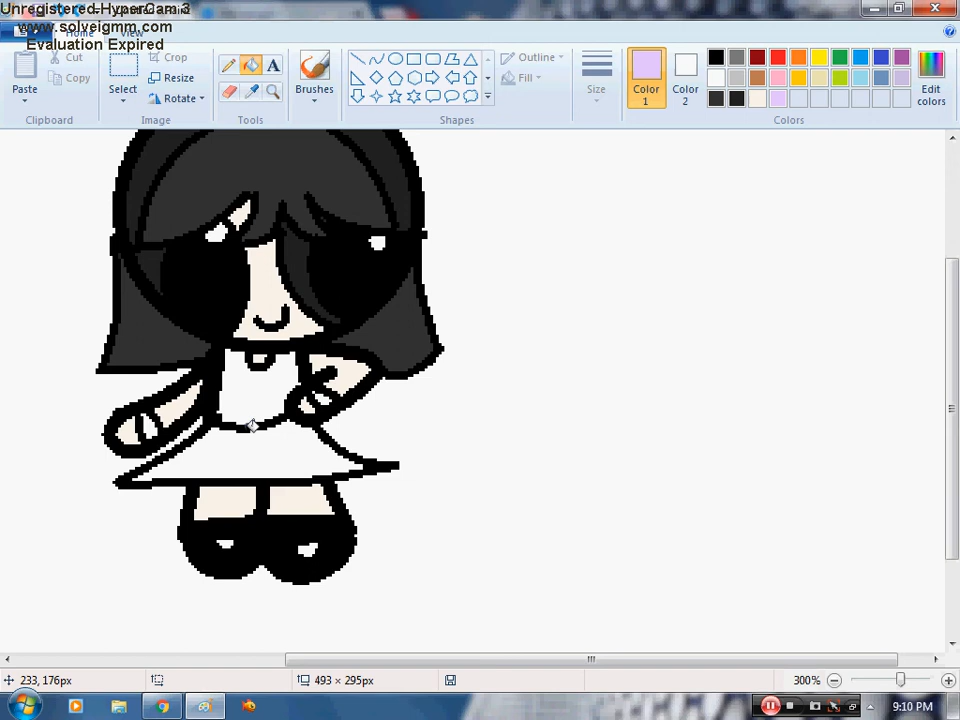 Unregistered HyperCam 3
www.solveigmm.com
Home View
Evaluation Expired
Cut
Copy
Paste
Clipboard
Crop
Resize
Rotate
Select
Image
A
Tools
Brushes
Outline
Fill
Shapes
Size
Color 1
Color 2
Edit colors
Colors
233, 176px
493 × 295px
300%
9:10 PM